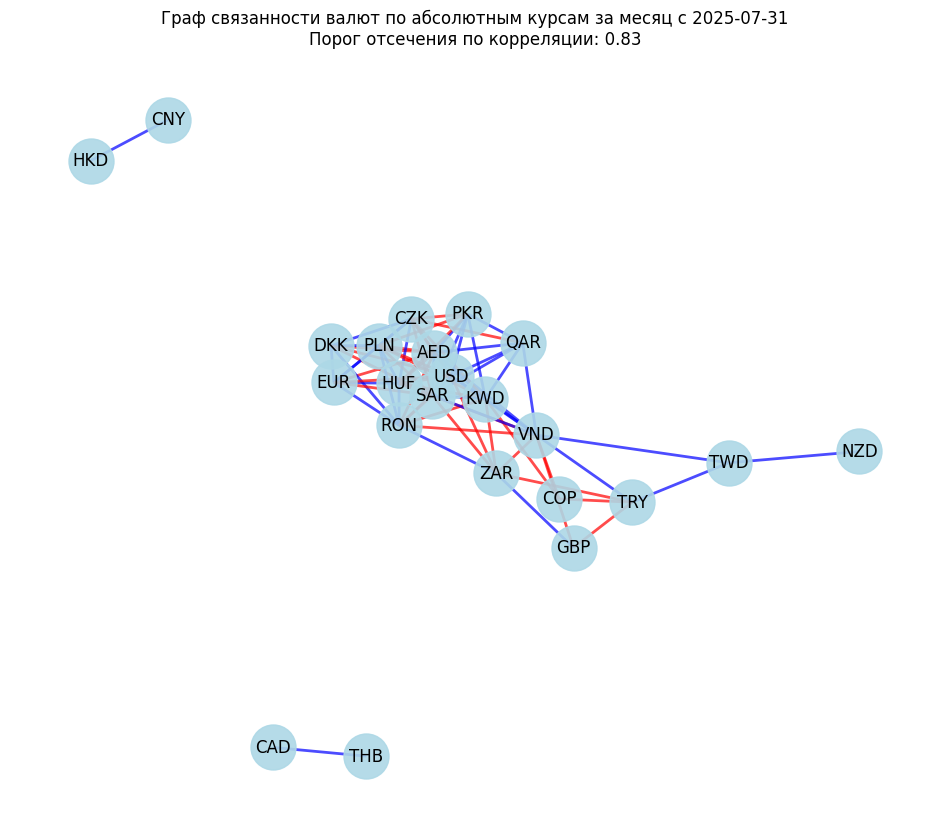 Граф связанности валют по абсолютным курсам за месяц с 2025-07-31
Порог отсечения по корреляции: 0.83
CNY
HKD
CZK
PKR
DKK
PLN
AED
QAR
EUR
HUF
USD
SAR
KWD
RON
VND
ZAR
TWD
NZD
COP
TRY
GBP
CAD
THB